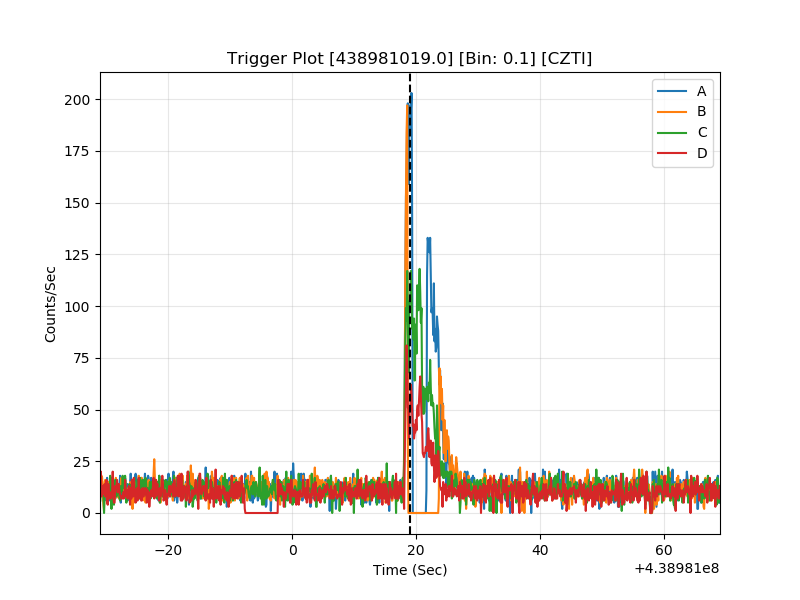 Trigger Plot [438981019.0] [Bin: 0.1] [CZTI]
A
B
C
D
Counts/Sec
200
175
150
125
100
75
50
25
0
−20
0
20
40
60
Time (Sec)
+4.38981e8